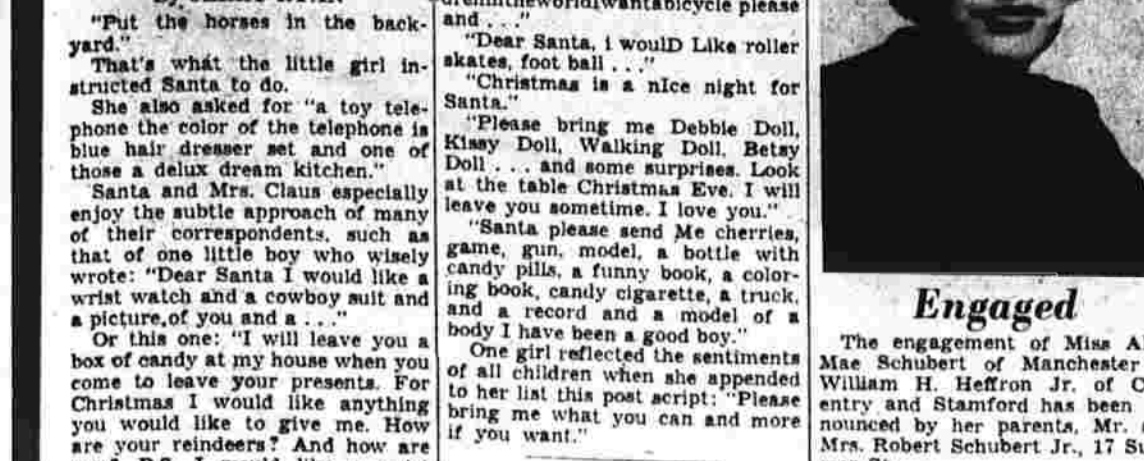 "Put the horses in the back-
yard."
That's what the little girl in-
structed Santa to do.
She also asked for "a toy tele-
phone the color of the telephone is
blue hair dresser set and one of
those a delux dream kitchen."
Santa and Mrs. Claus especially
enjoy the subtle approach of many
of their correspondents, such as
that of one little boy who wisely
wrote: "Dear Santa I would like a
wrist watch and a cowboy suit and
a picture of you and a . . ."
Or this one: "I will leave you a
box of candy at my house when you
come to leave your presents. For
Christmas I would like anything
you would like to give me. How
are your reindeers? And how are
please
and . . ."
"Dear Santa, i woulD Like roller
skates, foot ball . . ."
"Christmas is a nIce night for
Santa."
"Please bring me Debbie Doll,
Kissy Doll, Walking Doll, Betsy
Doll . . . and some surprises. Look
at the table Christmas Eve. I will
leave you sometime. I love you."
"Santa please send Me cherries,
game, gun, model, a bottle with
candy pills, a funny book, a color-
ing book, candy cigarette, a truck,
and a record and a model of a
body I have been a good boy."
One girl reflected the sentiments
of all children when she appended
to her list this post script: "Please
bring me what you can and more
if you want."
Engaged
The engagement of Miss Al
Mae Schubert of Manchester
William H. Heffron Jr. of C
entry and Stamford has been
nounced by her parents, Mr.
Mrs. Robert Schubert Jr., 17 S